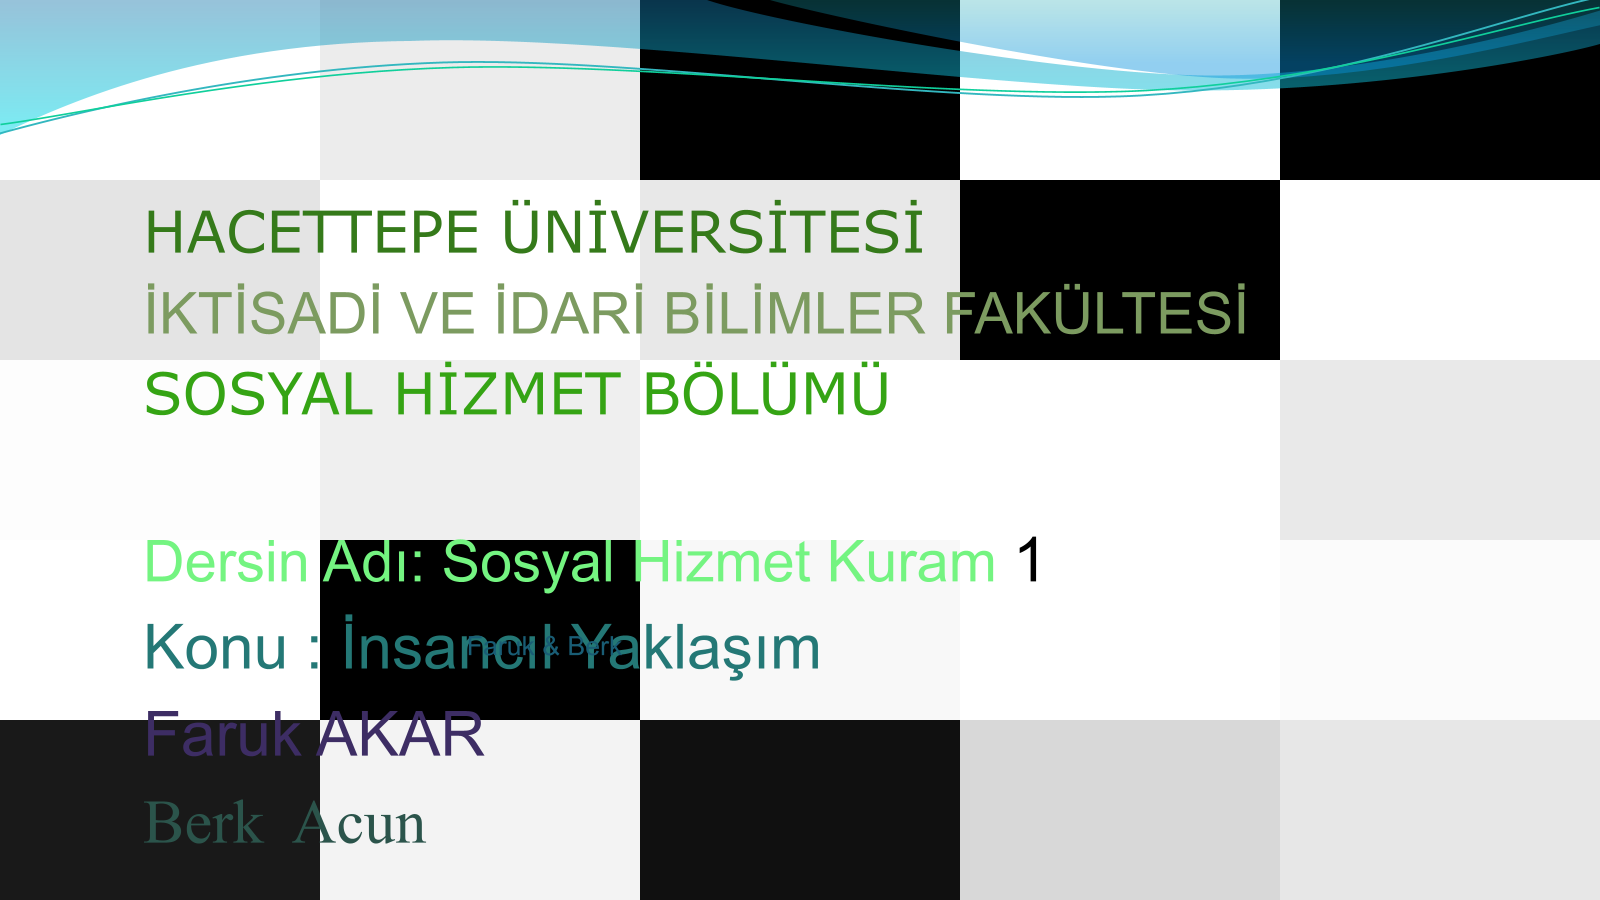 HACETTEPE ÜNİVERSİTESİ
İKTİSADİ VE İDARİ BİLİMLER FAKÜLTESİ
SOSYAL HİZMET BÖLÜMÜ
Dersin Adı: Sosyal Hizmet Kuram 1
Konu : İnsancıl Yaklaşım
Faruk & Berk
Faruk AKAR
Berk Acun